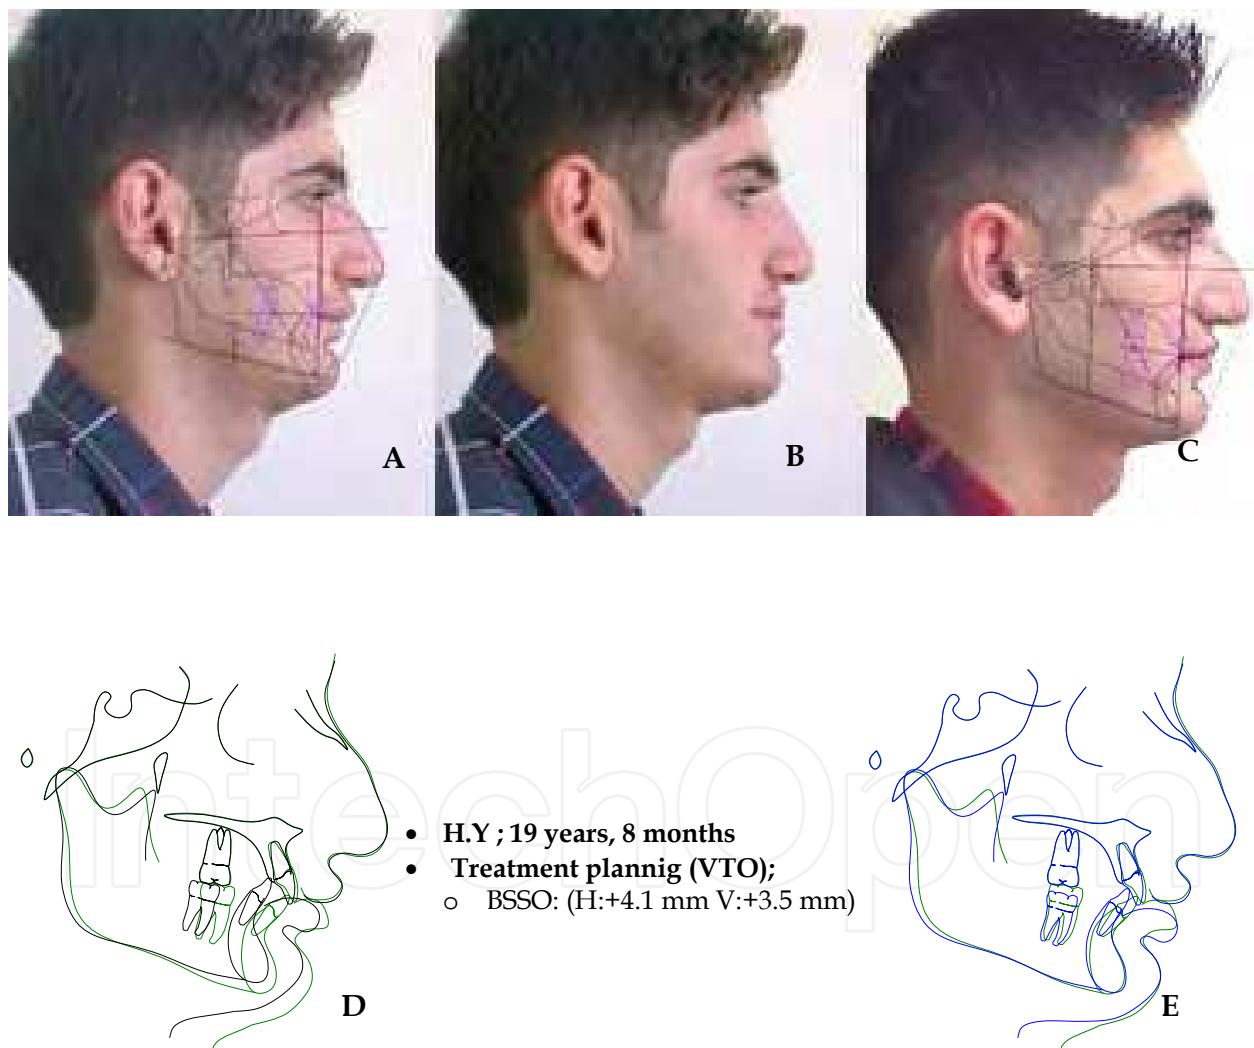 A
B
C
IntechOpen
• H.Y ; 19 years, 8 months
• Treatment plannig (VTO);
o BSSO: (H:+4.1 mm V:+3.5 mm)
D
E